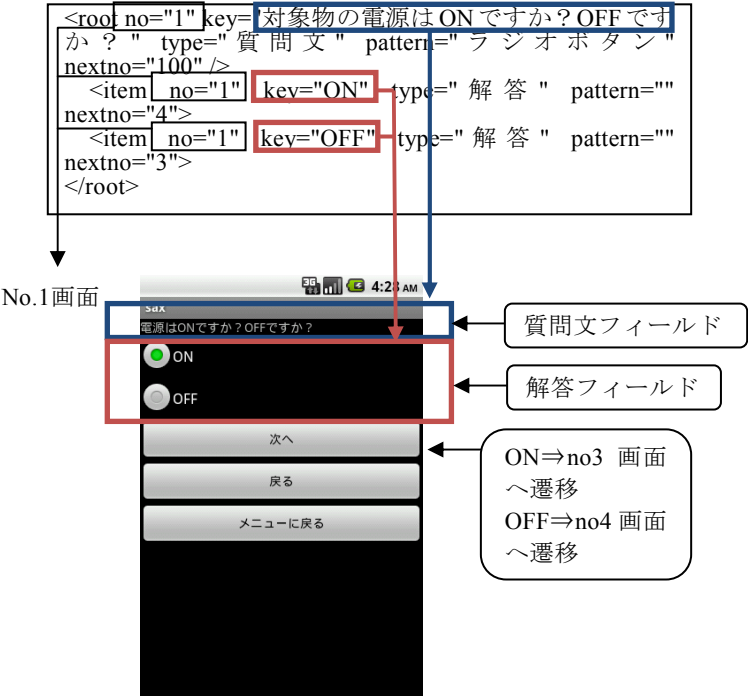 <root no="1" key="対象物の電源は ON ですか？OFF です
か？" type="質問文" pattern="ラジオボタン"
nextno="100" />
<item no="1" key="ON" type="解答" pattern=""
nextno="4">
<item no="1" key="OFF" type="解答" pattern=""
nextno="3">
</root>
No.1画面
3G 4:28 AM
sax
電源はONですか？OFFですか？
質問文フィールド
ON
OFF
解答フィールド
次へ
戻る
メニューに戻る
ON⇒no3 画面
へ遷移
OFF⇒no4 画面
へ遷移